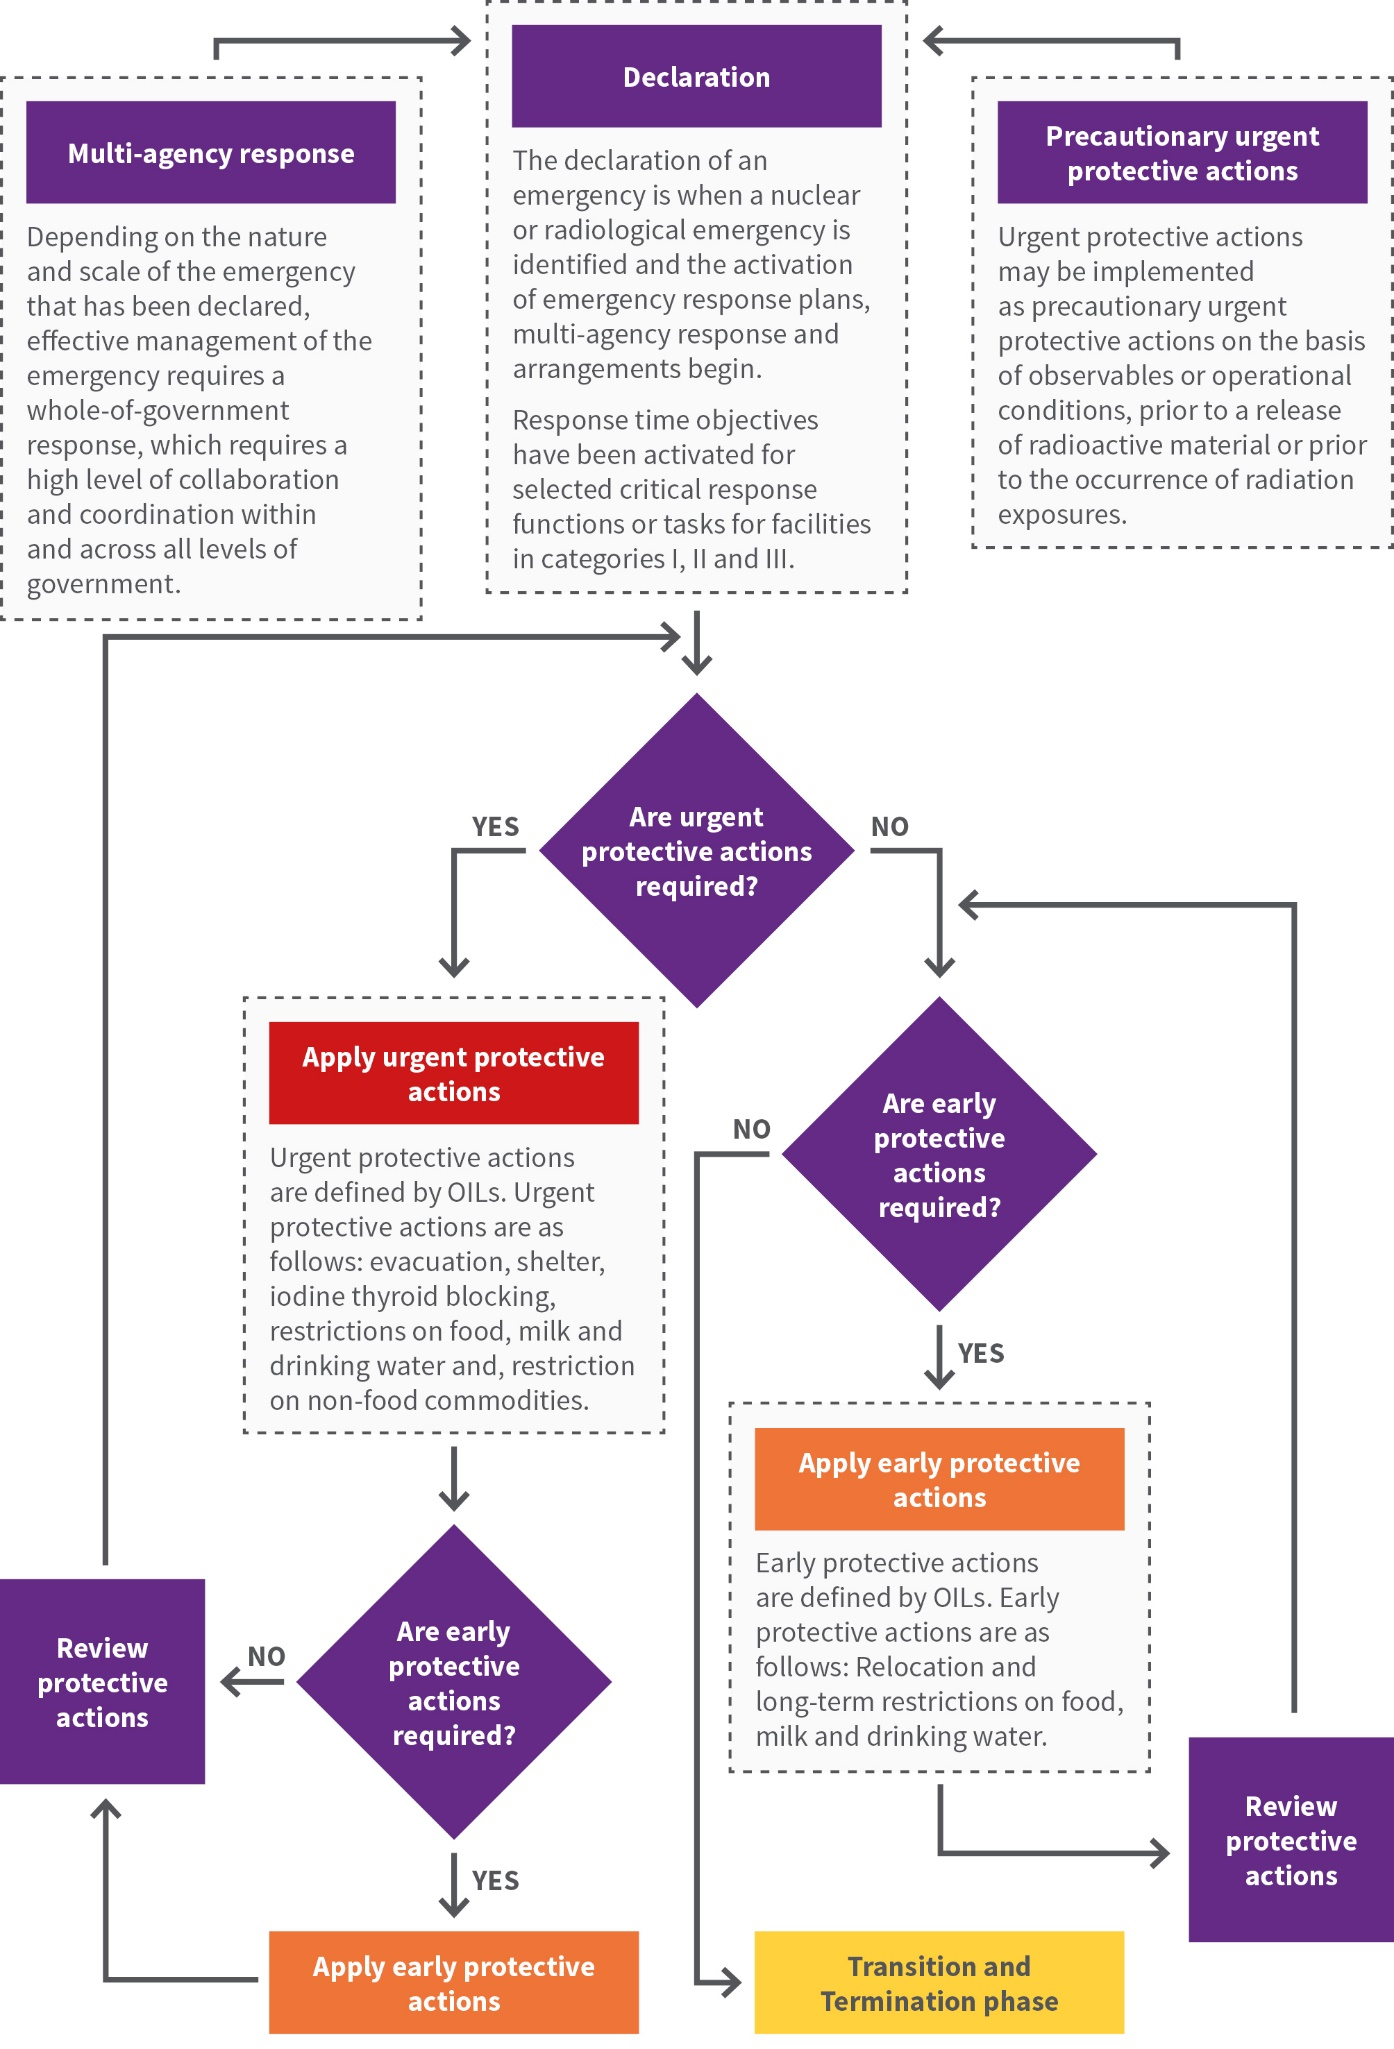 Multi-agency response
Depending on the nature
and scale of the emergency
that has been declared,
effective management of the
emergency requires a
whole-of-government
response, which requires a
high level of collaboration
and coordination within
and across all levels of
government.
Declaration
The declaration of an
emergency is when a nuclear
or radiological emergency is
identified and the activation
of emergency response plans,
multi-agency response and
arrangements begin.
Response time objectives
have been activated for
selected critical response
functions or tasks for facilities
in categories I, II and III.
Precautionary urgent
protective actions
Urgent protective actions
may be implemented
as precautionary urgent
protective actions on the basis
of observables or operational
conditions, prior to a release
of radioactive material or prior
to the occurrence of radiation
exposures.
Are urgent
protective actions
required?
YES
NO
Apply urgent protective
actions
Urgent protective actions
are defined by OILs. Urgent
protective actions are as
follows: evacuation, shelter,
iodine thyroid blocking,
restrictions on food, milk and
drinking water and, restriction
on non-food commodities.
Are early
protective
actions
required?
NO
YES
Apply early protective
actions
Early protective actions
are defined by OILs. Early
protective actions are as
follows: Relocation and
long-term restrictions on food,
milk and drinking water.
Are early
protective
actions
required?
NO
YES
Review
protective
actions
Review
protective
actions
Apply early protective
actions
Transition and
Termination phase